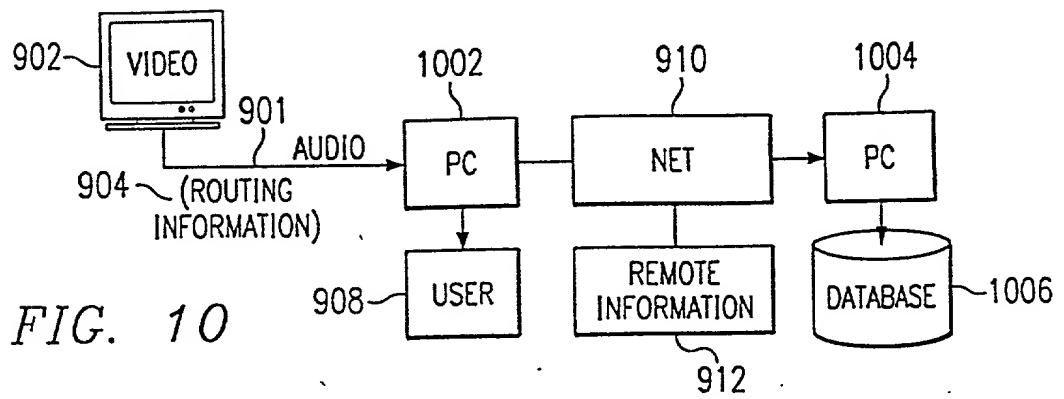 902
VIDEO
901
AUDIO
904
(ROUTING
INFORMATION)
1002
PC
908
USER
910
NET
REMOTE
INFORMATION
912
1004
PC
DATABASE
1006
FIG. 10